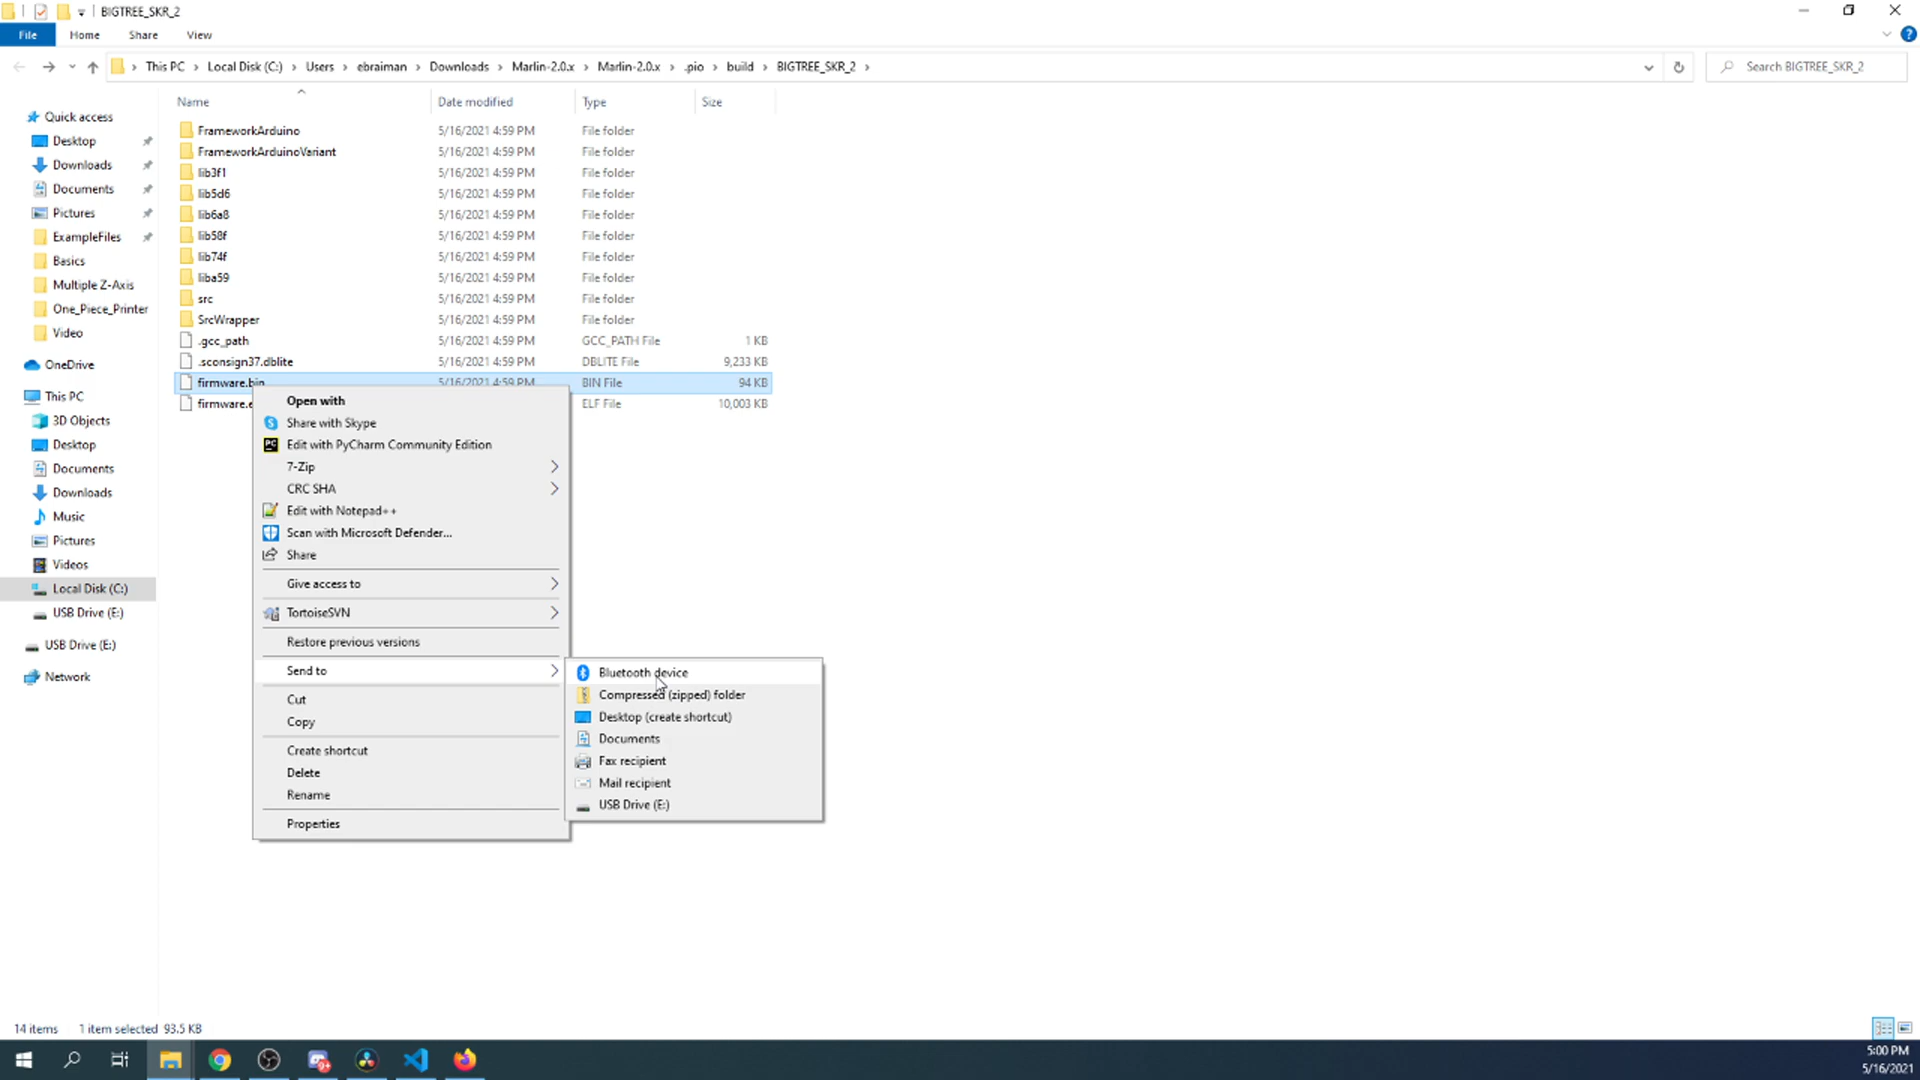 BIGTREE_SKR_2
File Home Share View
This PC Local Disk (C:) Users ebraiman Downloads Marlin-2.0.x Marlin-2.0.x .pio build BIGTREE_SKR_2
Search BIGTREE_SKR_2
Name Date modified Type Size
FrameworkArduino 5/16/2021 4:59 PM File folder
FrameworkArduinoVariant 5/16/2021 4:59 PM File folder
lib3f1 5/16/2021 4:59 PM File folder
lib5d6 5/16/2021 4:59 PM File folder
lib6a8 5/16/2021 4:59 PM File folder
lib58f 5/16/2021 4:59 PM File folder
lib74f 5/16/2021 4:59 PM File folder
liba59 5/16/2021 4:59 PM File folder
src 5/16/2021 4:59 PM File folder
SrcWrapper 5/16/2021 4:59 PM File folder
.gcc_path 5/16/2021 4:59 PM GCC_PATH File 1 KB
.sconsign37.dblite 5/16/2021 4:59 PM DBLITE File 9,233 KB
firmware.bin 5/16/2021 4:59 PM BIN File 94 KB
firmware.e ELF File 10,003 KB
Quick access
Desktop
Downloads
Documents
Pictures
ExampleFiles
Basics
Multiple Z-Axis
One_Piece_Printer
Video
OneDrive
This PC
3D Objects
Desktop
Documents
Downloads
Music
Pictures
Videos
Local Disk (C:)
USB Drive (E:)
USB Drive (E:)
Network
Open with
Share with Skype
PC
Edit with PyCharm Community Edition
7-Zip
CRC SHA
Edit with Notepad++
Scan with Microsoft Defender...
Share
Give access to
TortoiseSVN
Restore previous versions
Send to
Cut
Copy
Create shortcut
Delete
Rename
Properties
Bluetooth device
Compressed (zipped) folder
Desktop (create shortcut)
Documents
Fax recipient
Mail recipient
USB Drive (E:)
14 items 1 item selected 93.5 KB
5:00 PM
5/16/2021